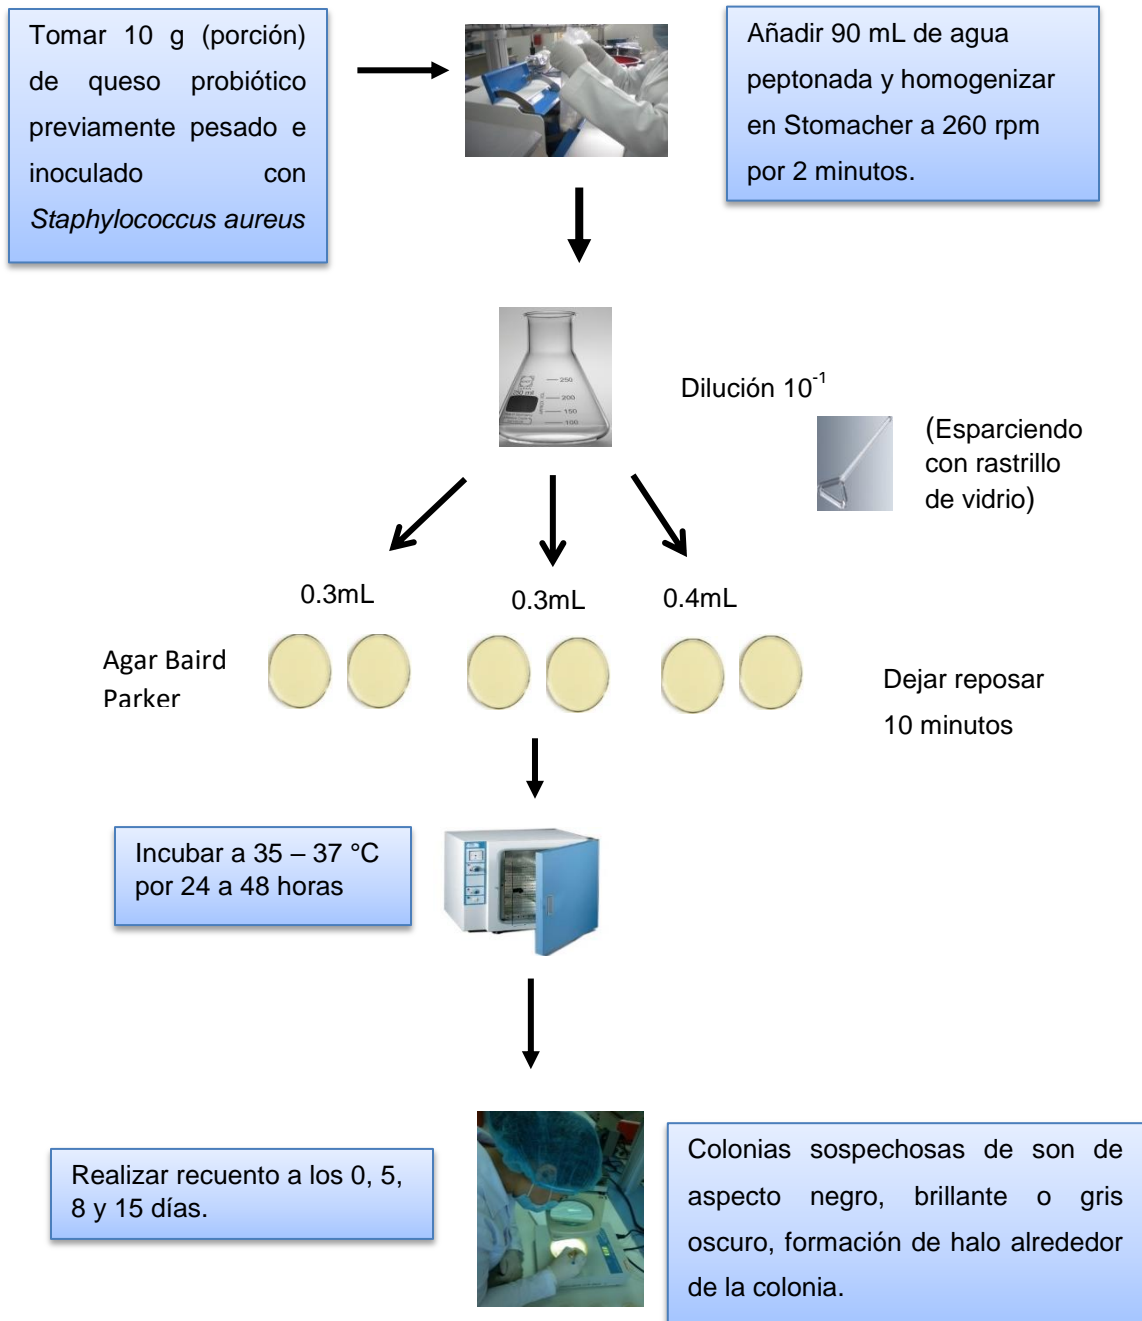 Tomar 10 g (porción)
de queso probiótico
previamente pesado e
inoculado con
Staphylococcus aureus
Añadir 90 mL de agua
peptonada y homogenizar
en Stomacher a 260 rpm
por 2 minutos.
250
200
150
100
Dilución 10⁻¹
(Esparciendo
con rastrillo
de vidrio)
0.3mL
0.3mL
0.4mL
Agar Baird
Parker
Dejar reposar
10 minutos
Incubar a 35 – 37 °C
por 24 a 48 horas
Realizar recuento a los 0, 5,
8 y 15 días.
Colonias sospechosas de son de
aspecto negro, brillante o gris
oscuro, formación de halo alrededor
de la colonia.